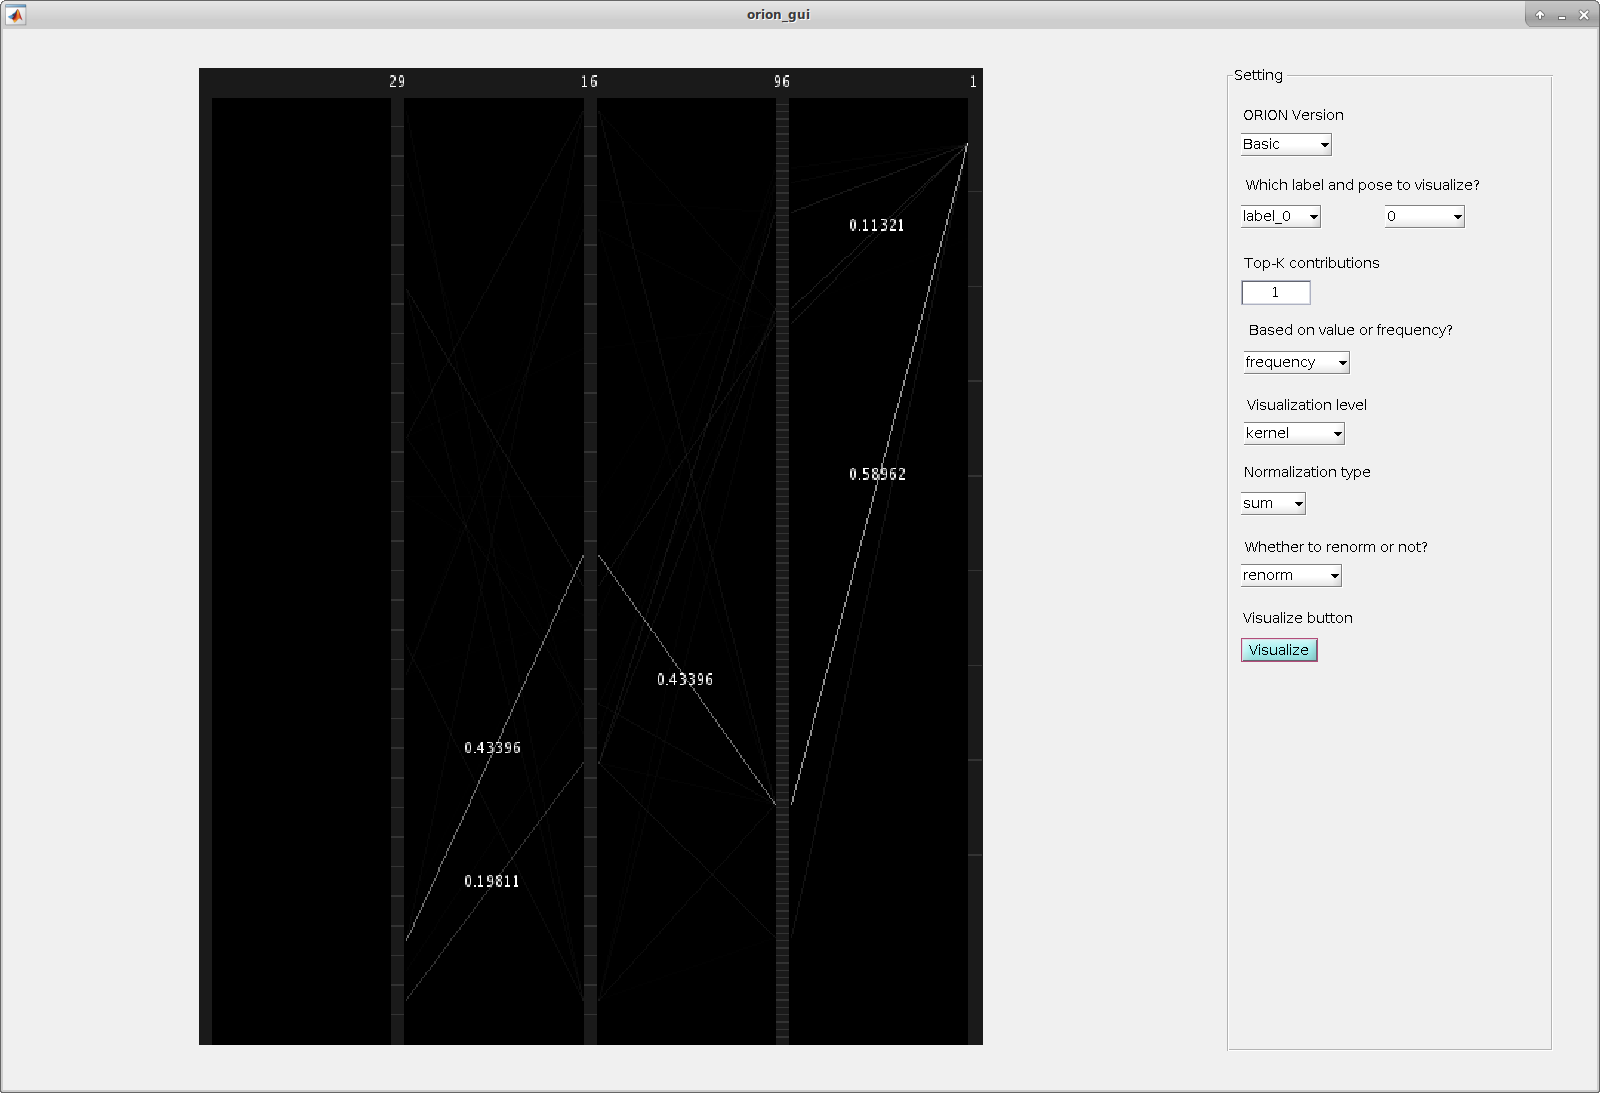 orion_gui
29 16 96 1
0.11321
0.58962
0.43396
0.43396
0.19811
Setting
ORION Version
Basic
Which label and pose to visualize?
label_0 0
Top-K contributions
1
Based on value or frequency?
frequency
Visualization level
kernel
Normalization type
sum
Whether to renorm or not?
renorm
Visualize button
Visualize